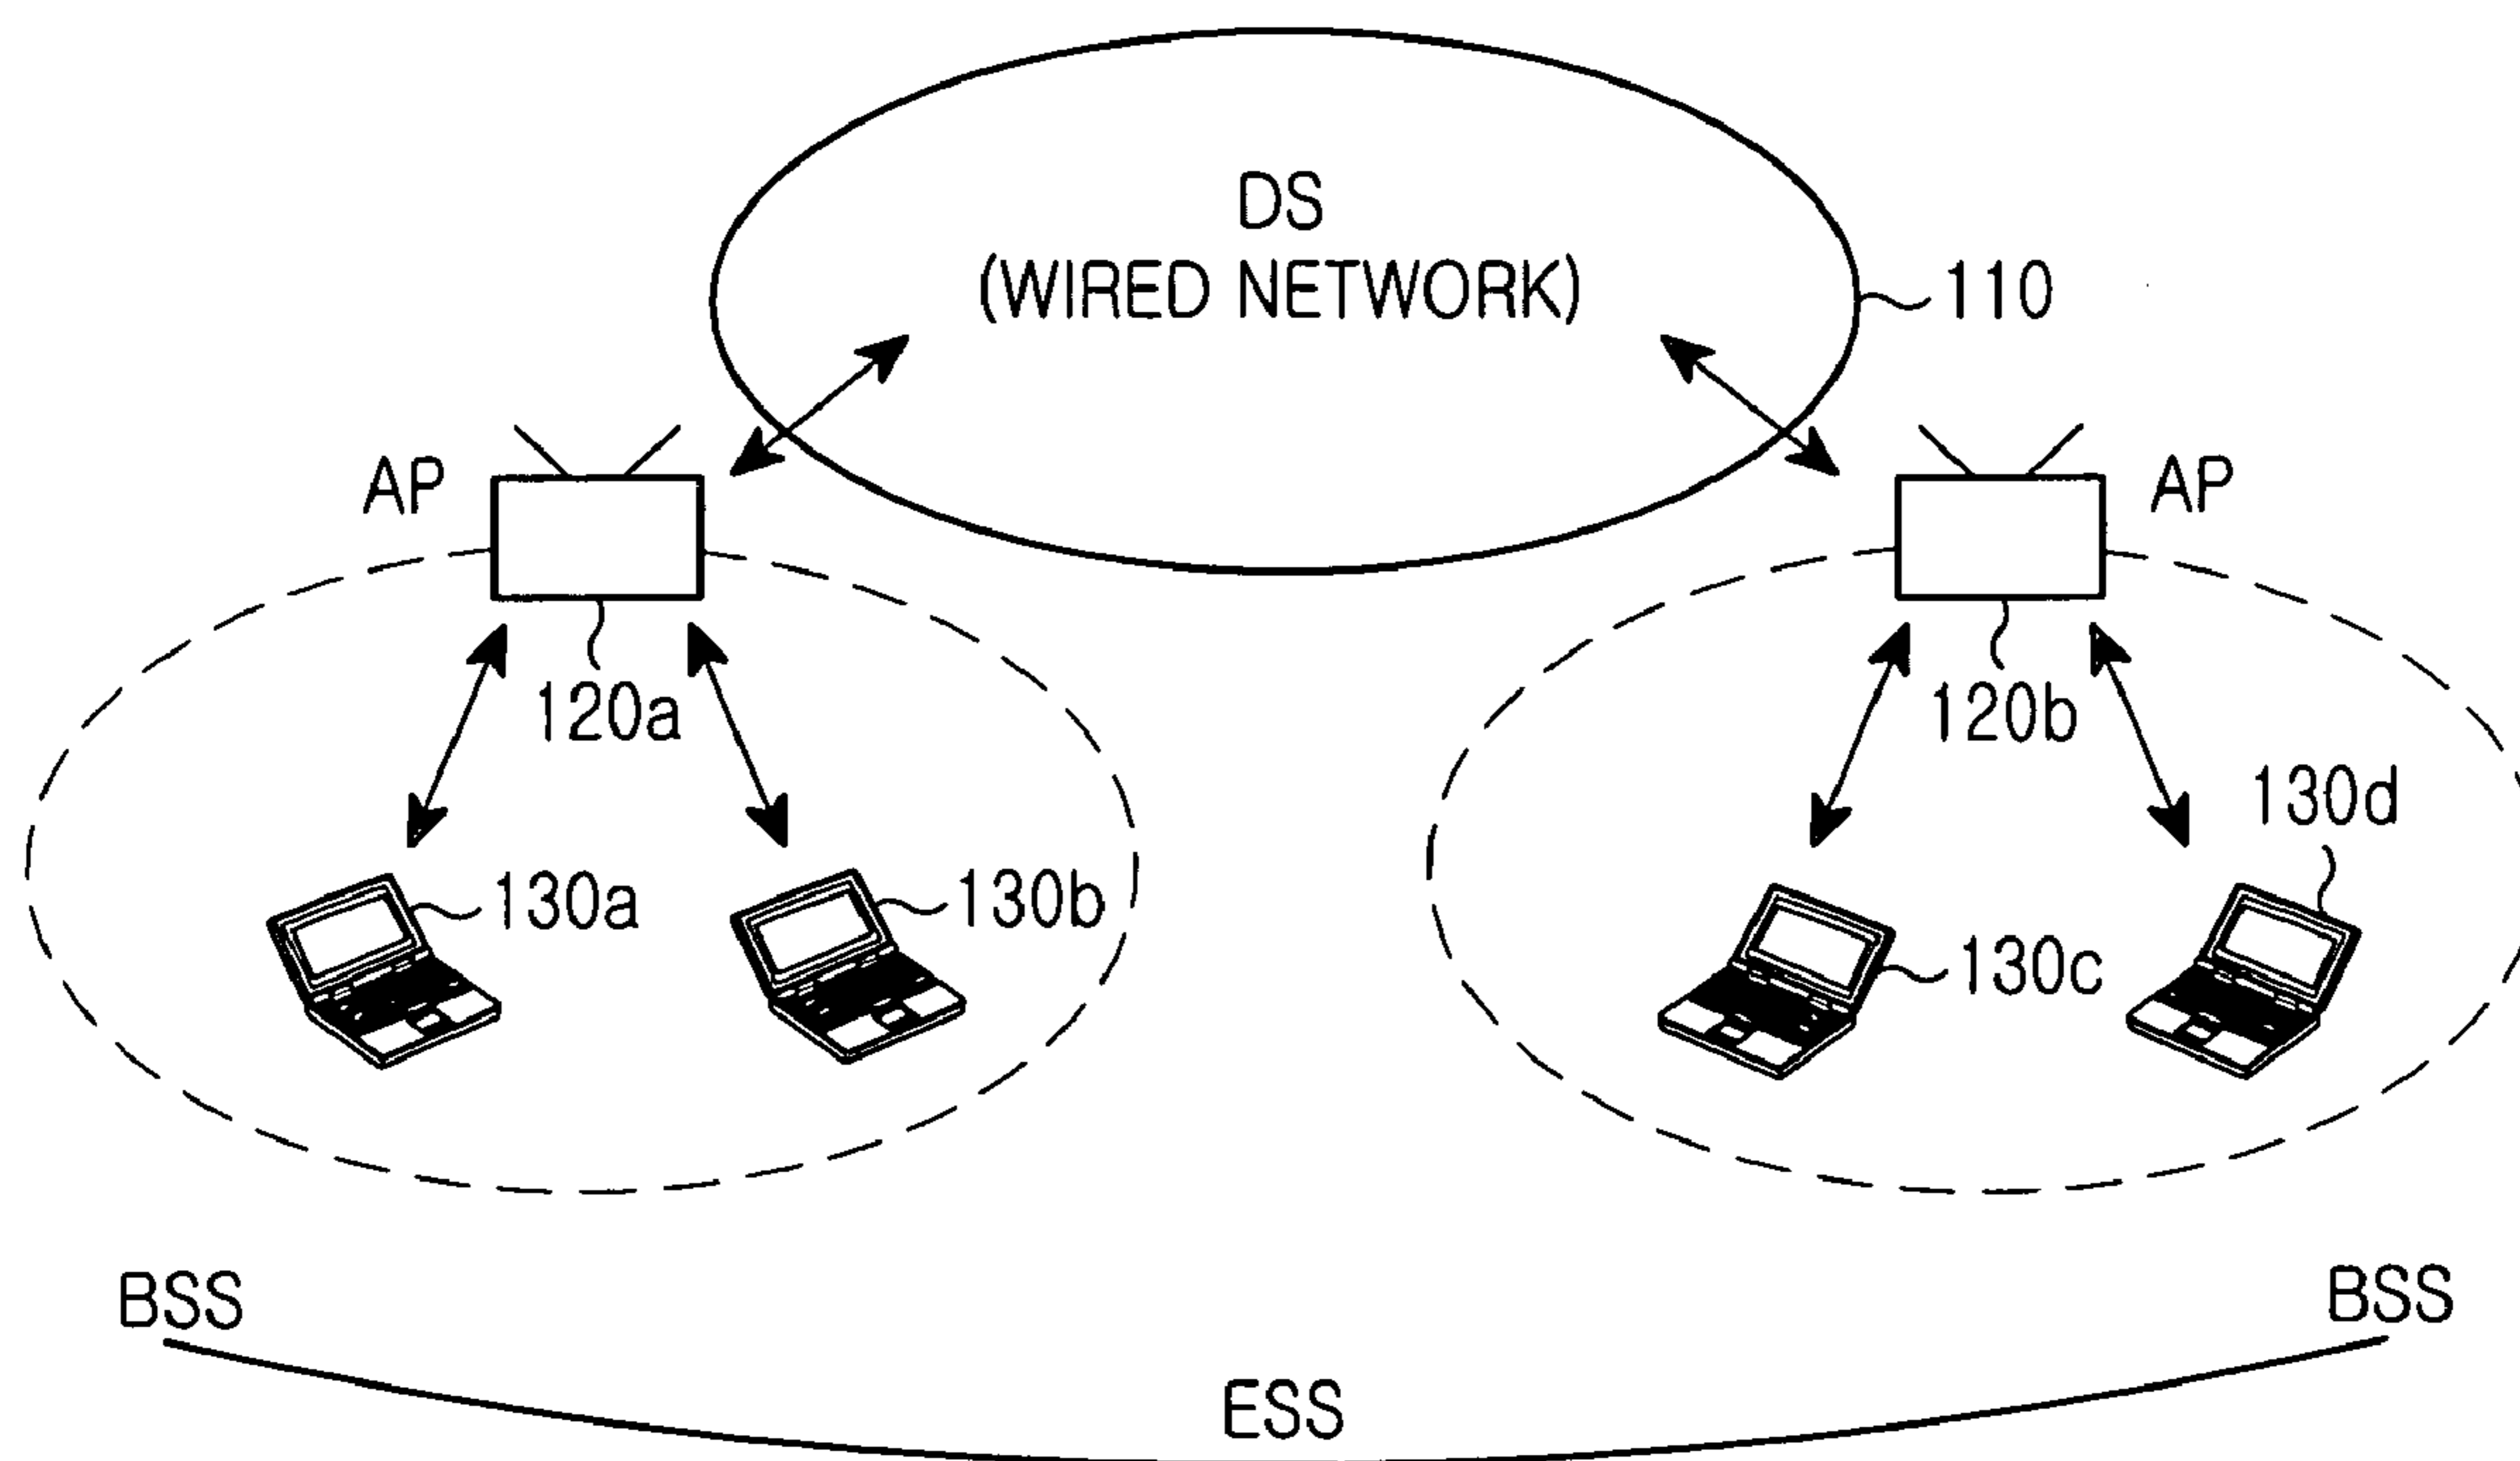 DS
(WIRED NETWORK)
110
AP
AP
120a
120b
130d
130a
130b
130c
BSS
BSS
ESS